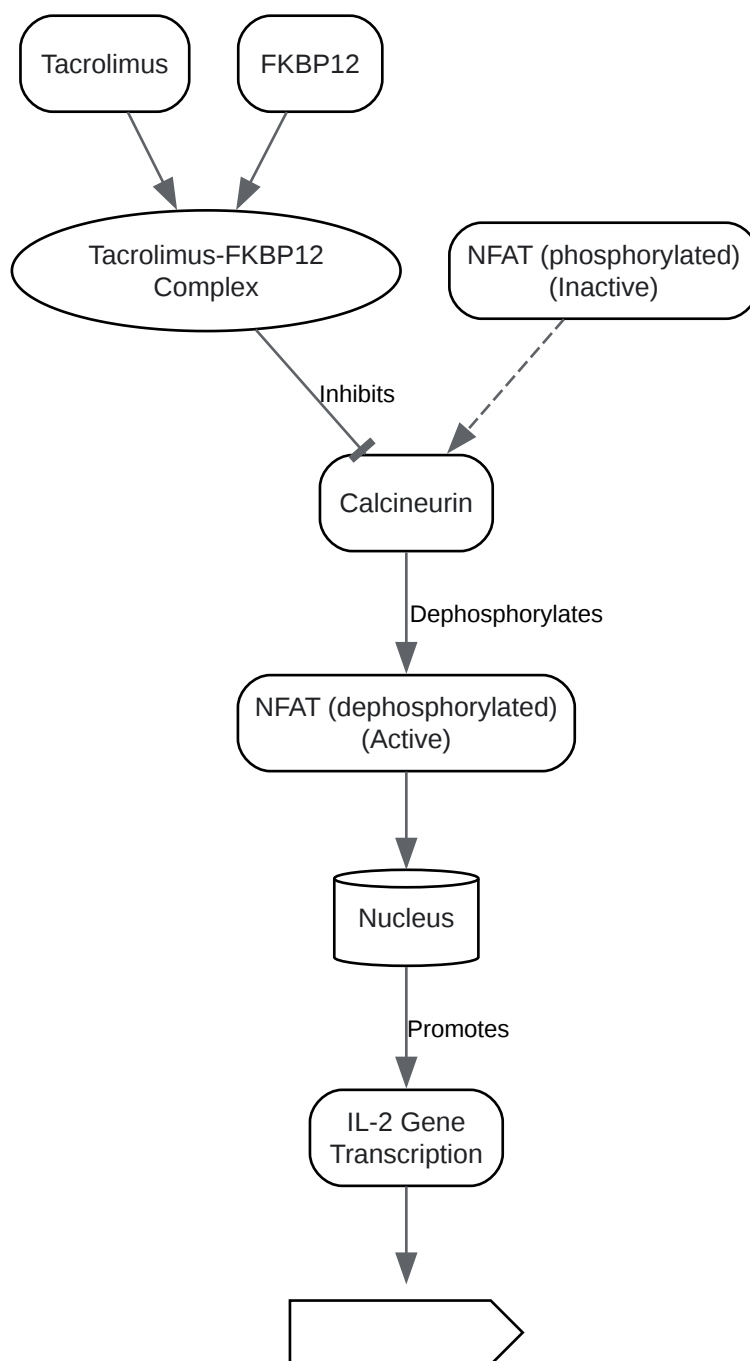 Tacrolimus
FKBP12
Tacrolimus-FKBP12
Complex
NFAT (phosphorylated)
(Inactive)
Inhibits
Calcineurin
Dephosphorylates
NFAT (dephosphorylated)
(Active)
Nucleus
Promotes
IL-2 Gene
Transcription